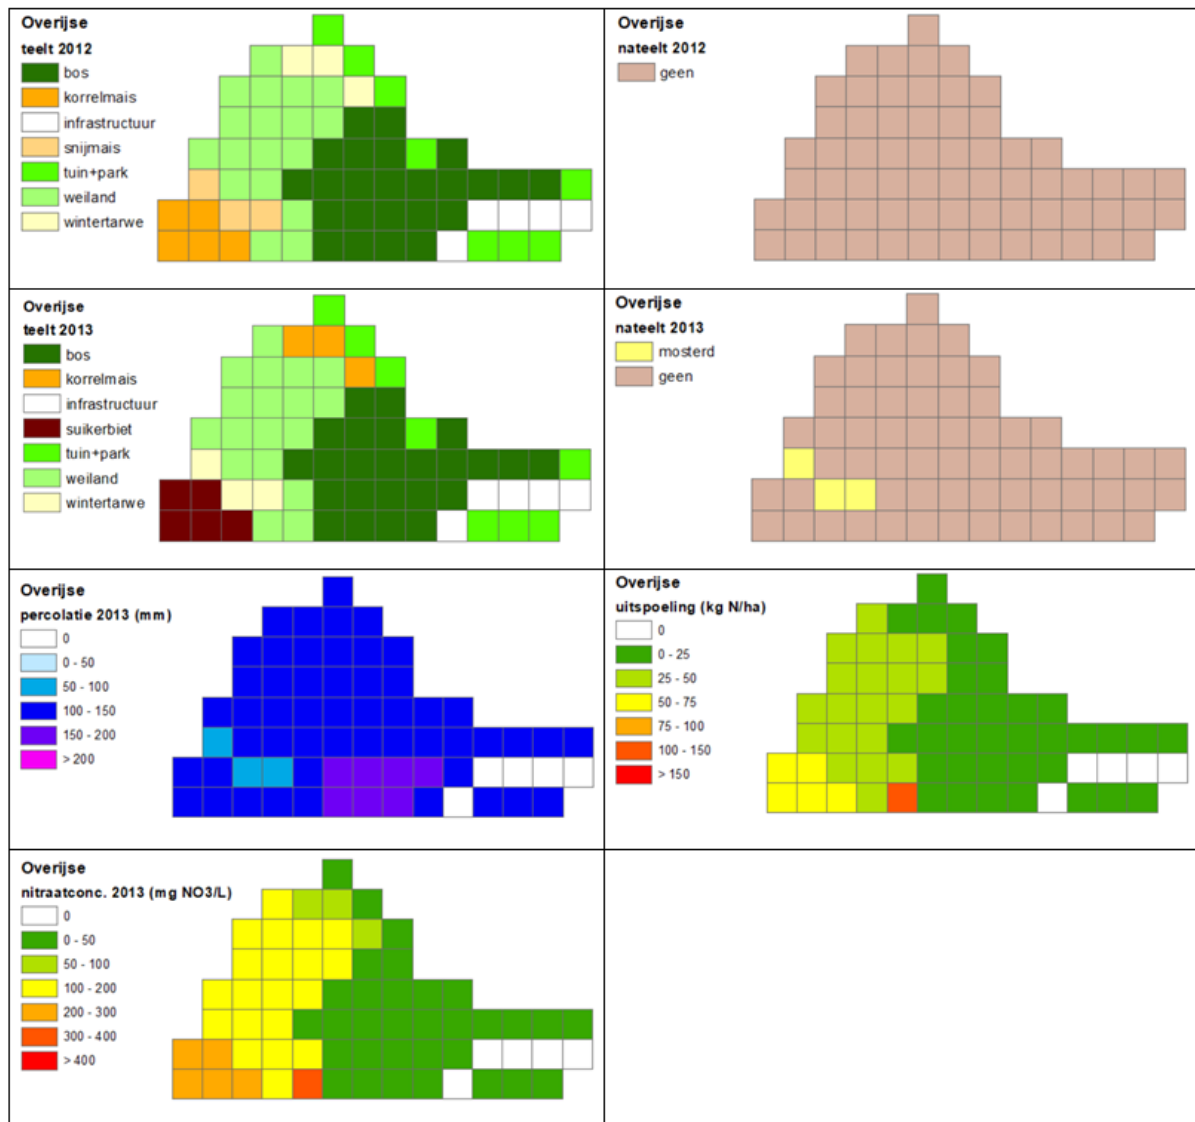 Overijse
teelt 2012
bos
korrelmais
infrastructuur
snijmais
tuin+park
weiland
wintertarwe
Overijse
nateelt 2012
geen
Overijse
teelt 2013
bos
korrelmais
infrastructuur
suikerbiet
tuin+park
weiland
wintertarwe
Overijse
nateelt 2013
mosterd
geen
Overijse
percolatie 2013 (mm)
0
0 - 50
50 - 100
100 - 150
150 - 200
> 200
Overijse
uitspoeling (kg N/ha)
0
0 - 25
25 - 50
50 - 75
75 - 100
100 - 150
> 150
Overijse
nitraatconc. 2013 (mg NO3/L)
0
0 - 50
50 - 100
100 - 200
200 - 300
300 - 400
> 400